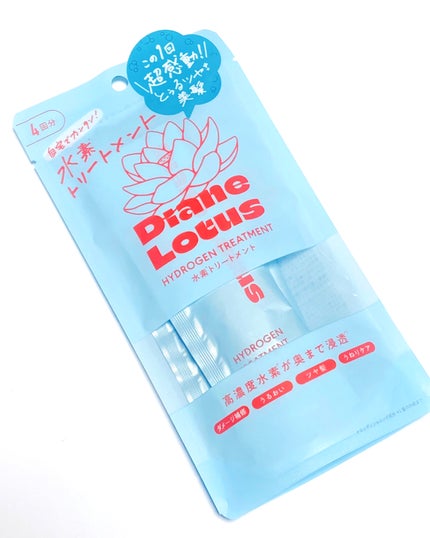 この1回
超感動!!
とぅるツヤ
美髪
4回分
自宅でカンタン!
水素
トリートメント
Diane
Lotus
HYDROGEN TREATMENT
水素トリートメント
HYDROGEN
高濃度水素が奥まで浸透
ダメージ補修
うるおい
ツヤ髪
うねりケア